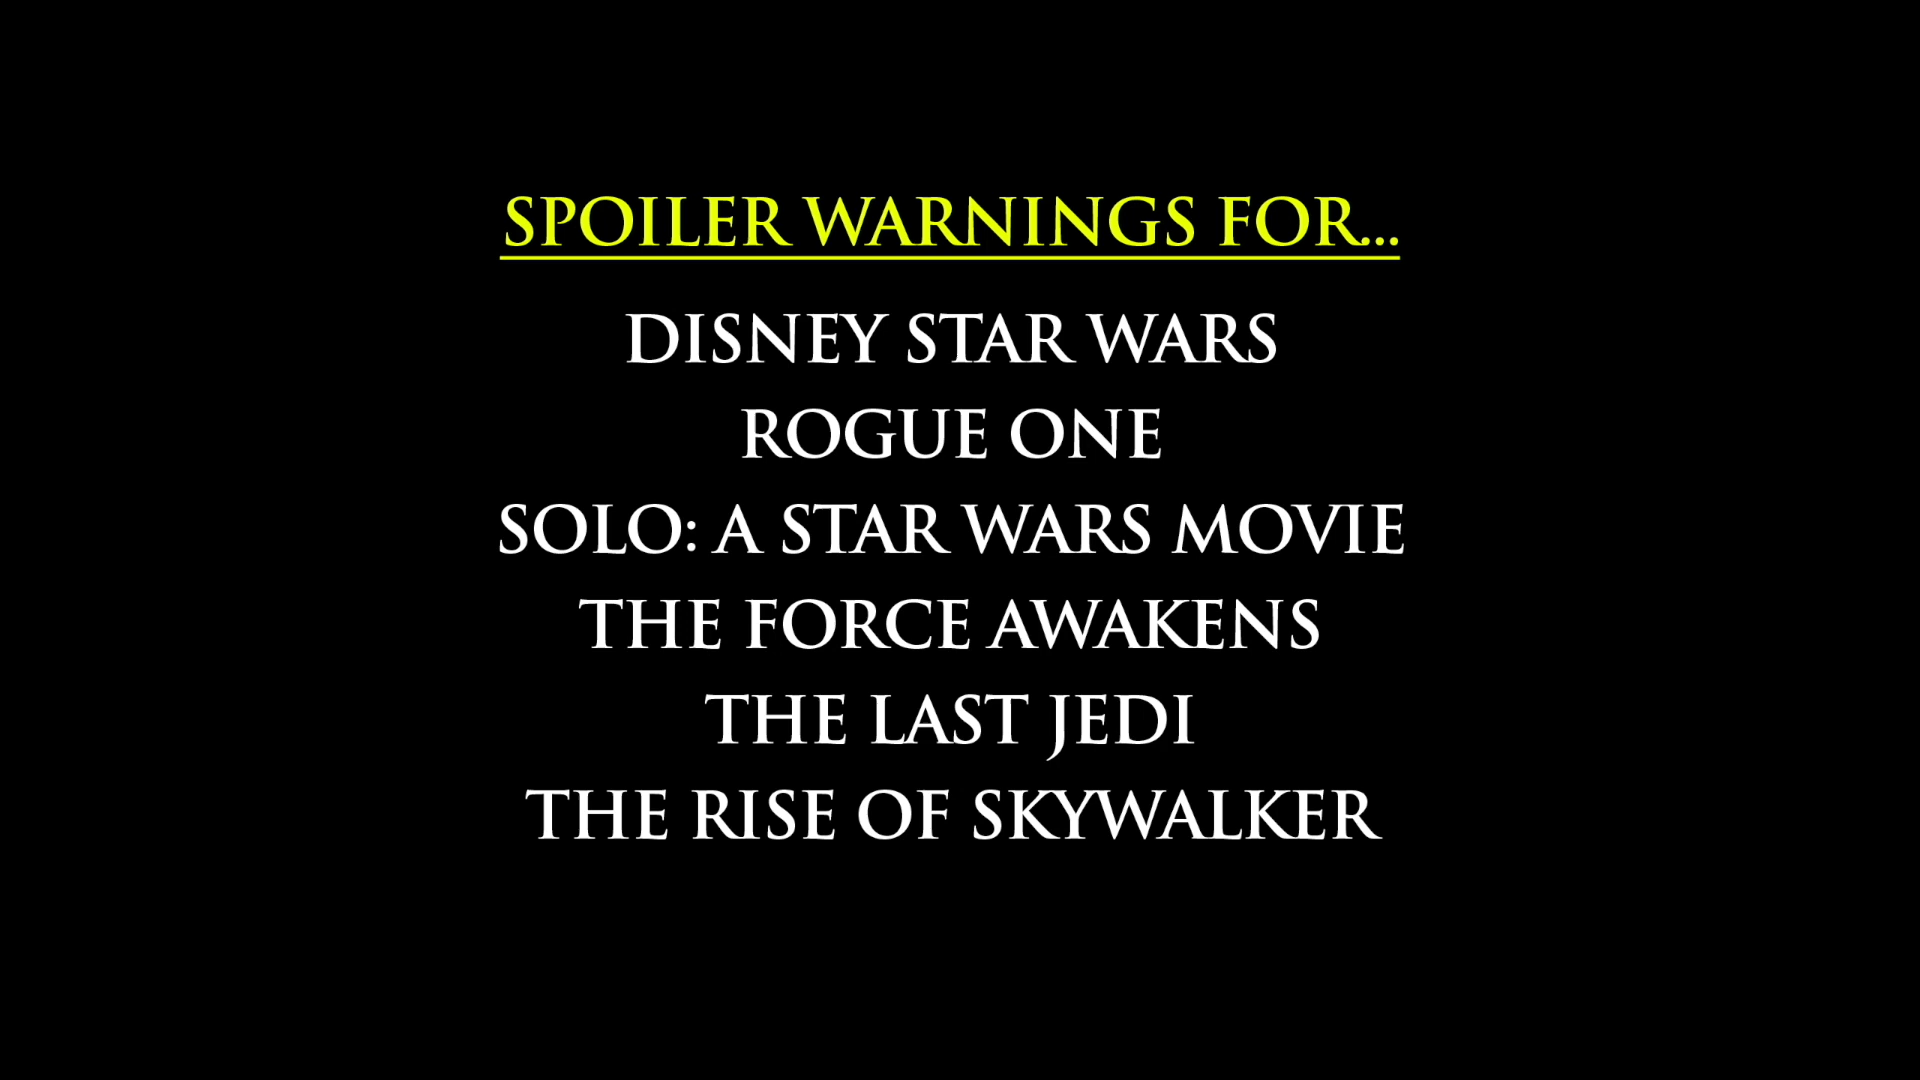 SPOILER WARNINGS FOR...
DISNEY STAR WARS
ROGUE ONE
SOLO: A STAR WARS MOVIE
THE FORCE AWAKENS
THE LAST JEDI
THE RISE OF SKYWALKER